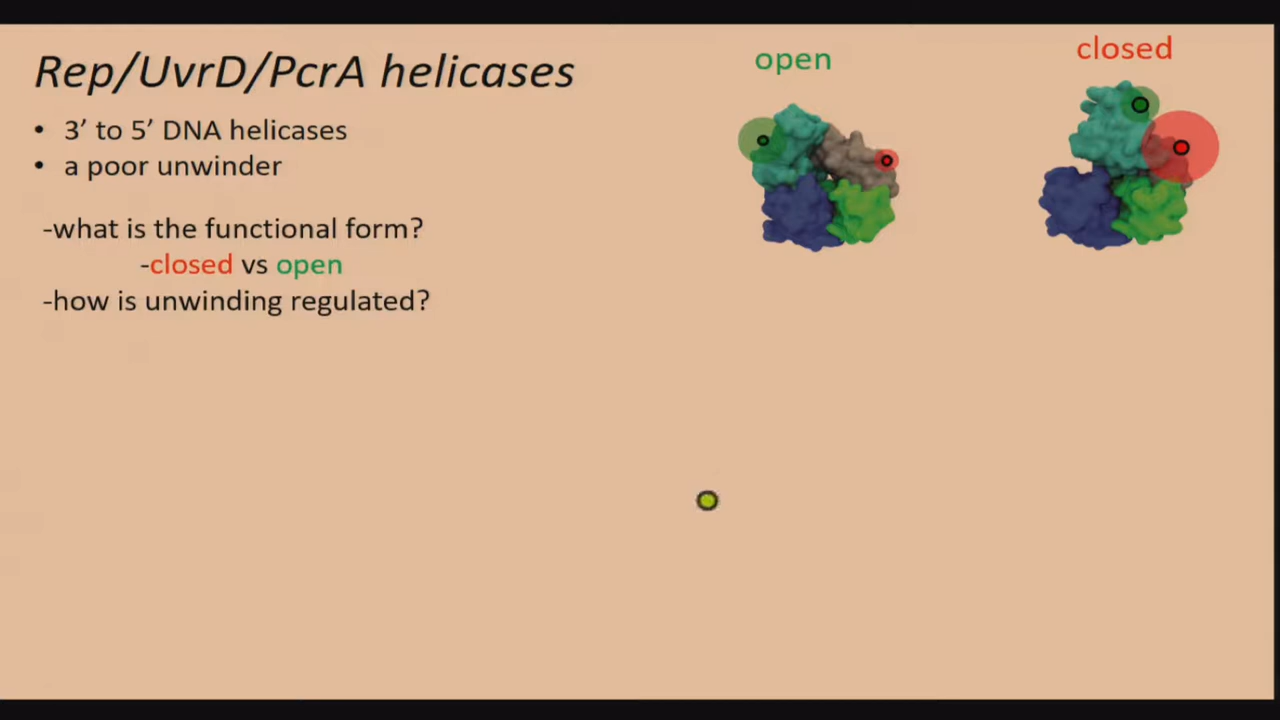 Rep/UvrD/PcrA helicases
• 3’ to 5’ DNA helicases
• a poor unwinder
-what is the functional form?
-closed vs open
-how is unwinding regulated?
open
closed